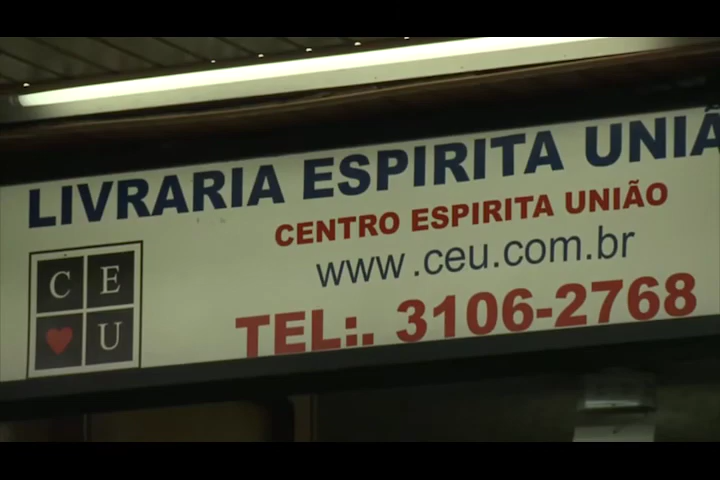 LIVRARIA ESPIRITA UNIÃ
CENTRO ESPIRITA UNIÃO
www.ceu.com.br
TEL:. 3106-2768
C E
U